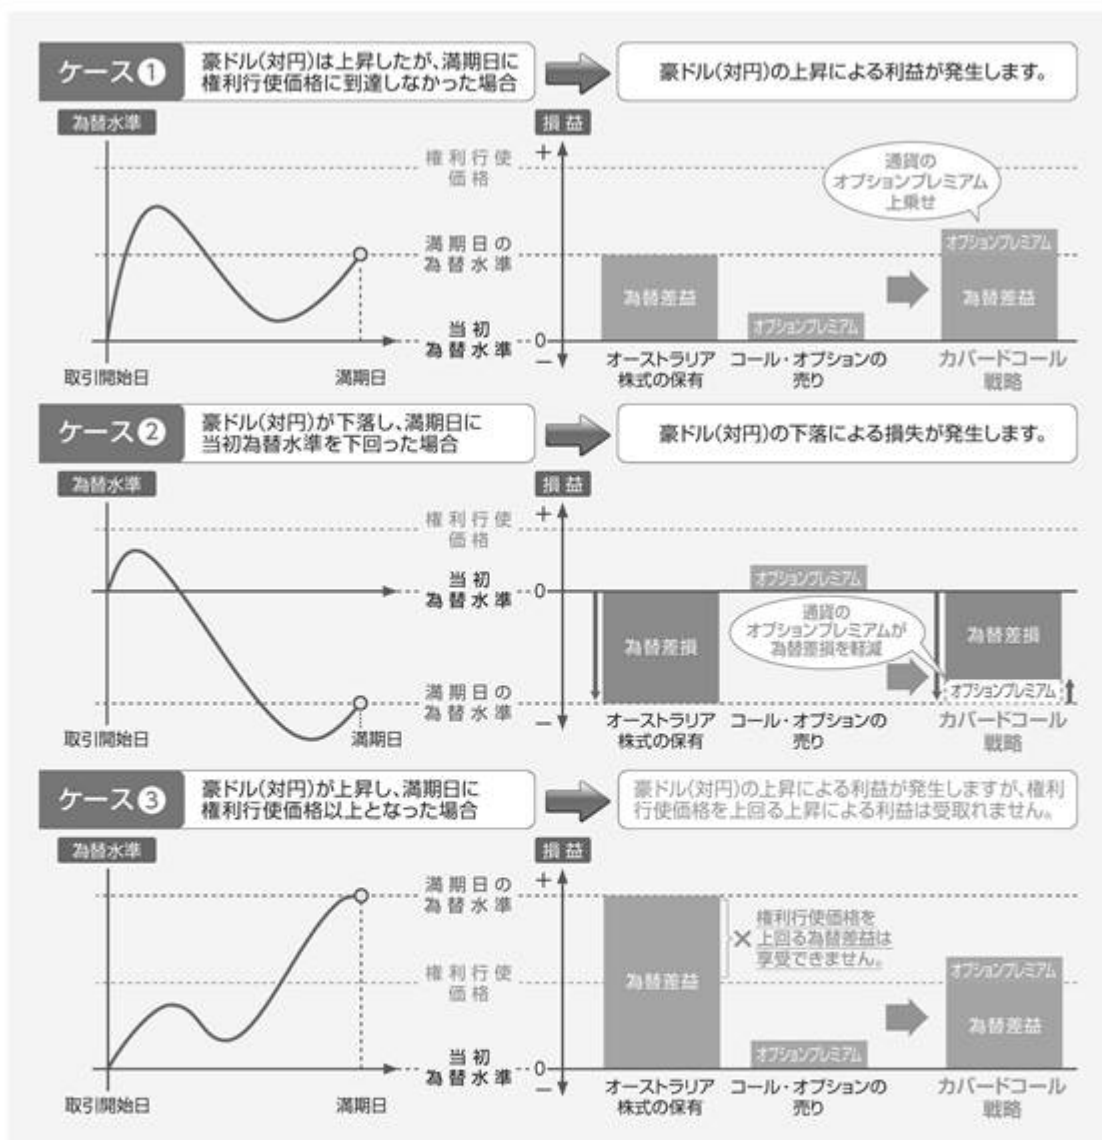 ケース❶
豪ドル(対円)は上昇したが、満期日に
権利行使価格に到達しなかった場合
豪ドル(対円)の上昇による利益が発生します。
為替水準
損益
+
権利行使
価格
通貨の
オプションプレミアム
上乗せ
満期日の
為替水準
オプションプレミアム
為替差益
為替差益
オプションプレミアム
当初
為替水準
0
−
取引開始日
満期日
オーストラリア
株式の保有
コール・オプションの
売り
カバードコール
戦略
ケース❷
豪ドル(対円)が下落し、満期日に
当初為替水準を下回った場合
豪ドル(対円)の下落による損失が発生します。
為替水準
損益
+
権利行使
価格
オプションプレミアム
当初
為替水準
0
通貨の
オプションプレミアムが
為替差損を軽減
為替差損
為替差損
オプションプレミアム
満期日の
為替水準
−
取引開始日
満期日
オーストラリア
株式の保有
コール・オプションの
売り
カバードコール
戦略
ケース❸
豪ドル(対円)が上昇し、満期日に
権利行使価格以上となった場合
豪ドル(対円)の上昇による利益が発生しますが、権利
行使価格を上回る上昇による利益は受取れません。
為替水準
損益
+
満期日の
為替水準
権利行使価格を
× 上回る為替差益は
享受できません。
権利行使
価格
為替差益
オプションプレミアム
為替差益
オプションプレミアム
当初
為替水準
0
−
取引開始日
満期日
オーストラリア
株式の保有
コール・オプションの
売り
カバードコール
戦略